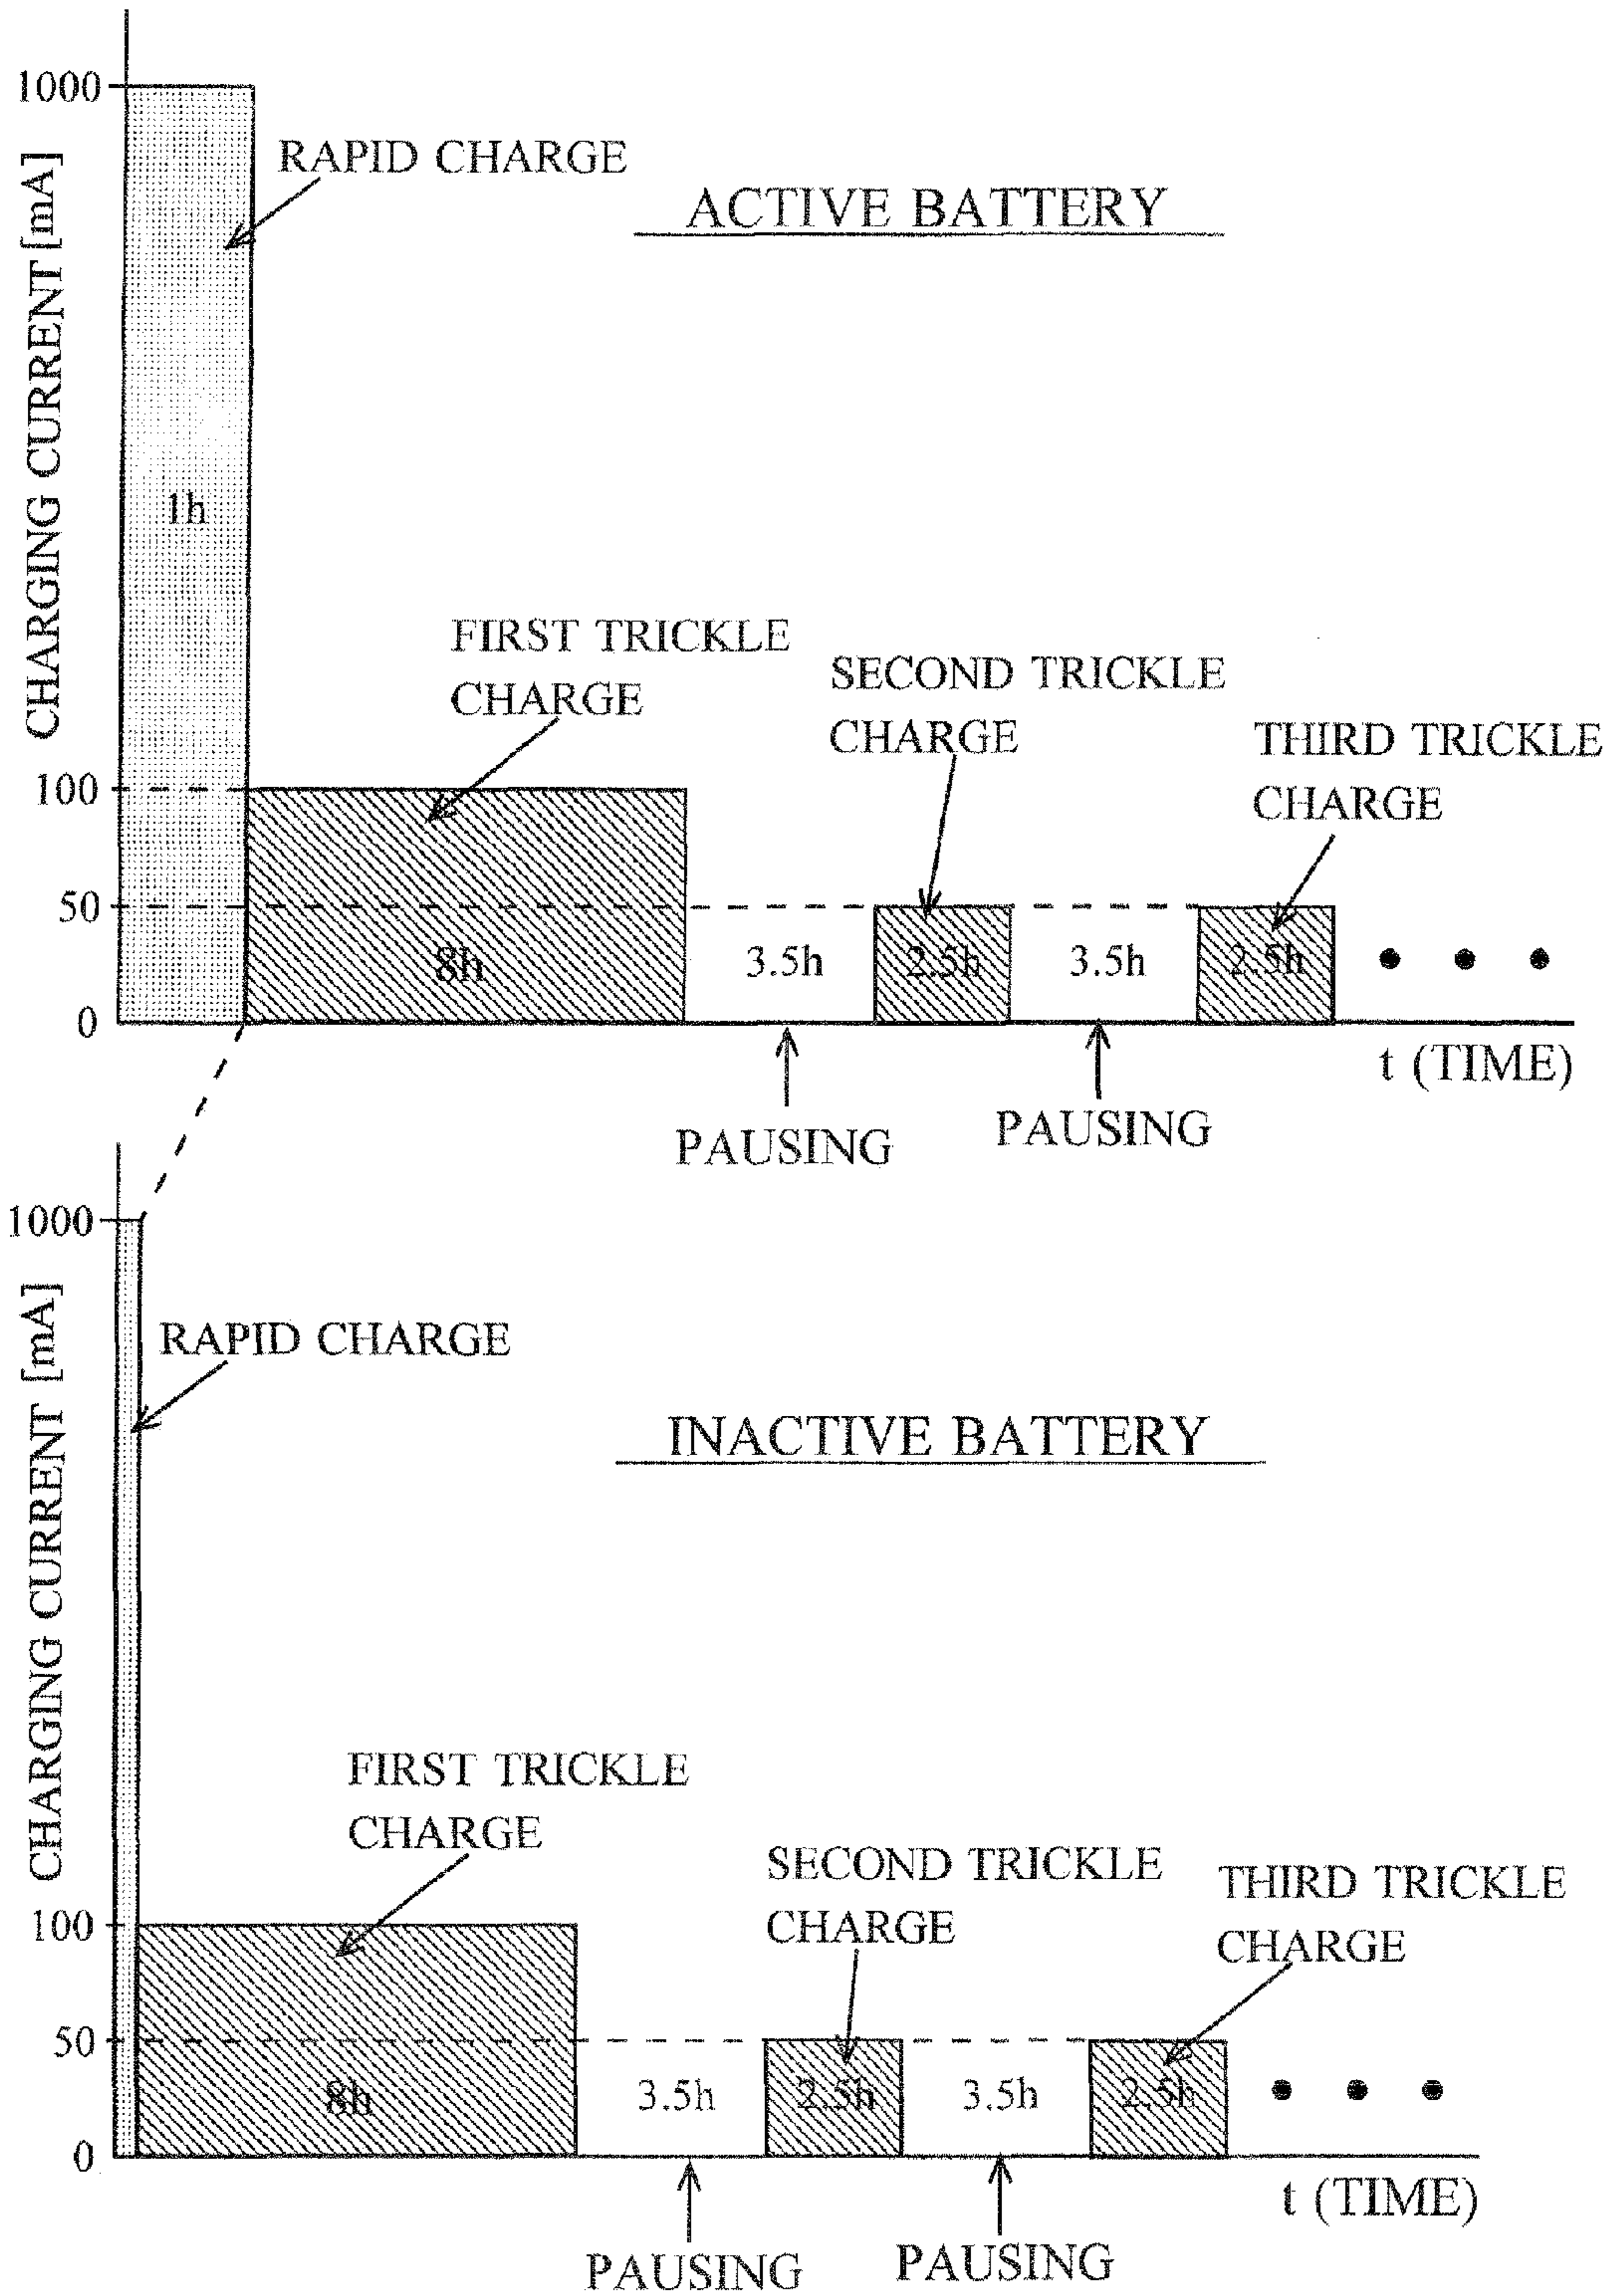 1000
RAPID CHARGE
ACTIVE BATTERY
CHARGING CURRENT [mA]
1h
FIRST TRICKLE
CHARGE
SECOND TRICKLE
CHARGE
THIRD TRICKLE
CHARGE
100
50
8h
3.5h
2.5h
3.5h
2.5h
0
t (TIME)
PAUSING
PAUSING
1000
RAPID CHARGE
INACTIVE BATTERY
CHARGING CURRENT [mA]
FIRST TRICKLE
CHARGE
SECOND TRICKLE
CHARGE
THIRD TRICKLE
CHARGE
100
50
8h
3.5h
2.5h
3.5h
2.5h
0
t (TIME)
PAUSING
PAUSING